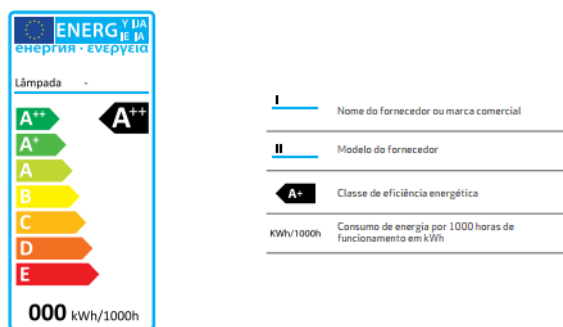 ENERG Y IJA
IE IA
енергия · ενεργεια
Lâmpada -
A++ A++
A+
A
B
C
D
E
000 kWh/1000h
I
Nome do fornecedor ou marca comercial
II
Modelo do fornecedor
A+
Classe de eficiência energética
KWh/1000h
Consumo de energia por 1000 horas de
funcionamento em kWh